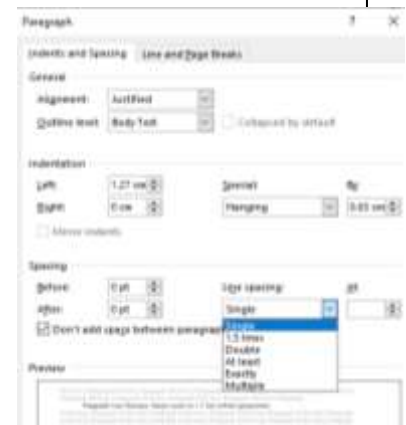 Paragraph ? ×
Indents and Spacing Line and Page Breaks
General
Alignment: Justified
Outline level: Body Text Collapsed by default
Indentation
Left: 1.27 cm Special: By:
Right: 0 cm Hanging 0.63 cm
Mirror indents
Spacing
Before: 0 pt Line spacing: At:
After: 0 pt Single
Don't add space between paragraph
Single
1.5 lines
Double
At least
Exactly
Multiple
Preview